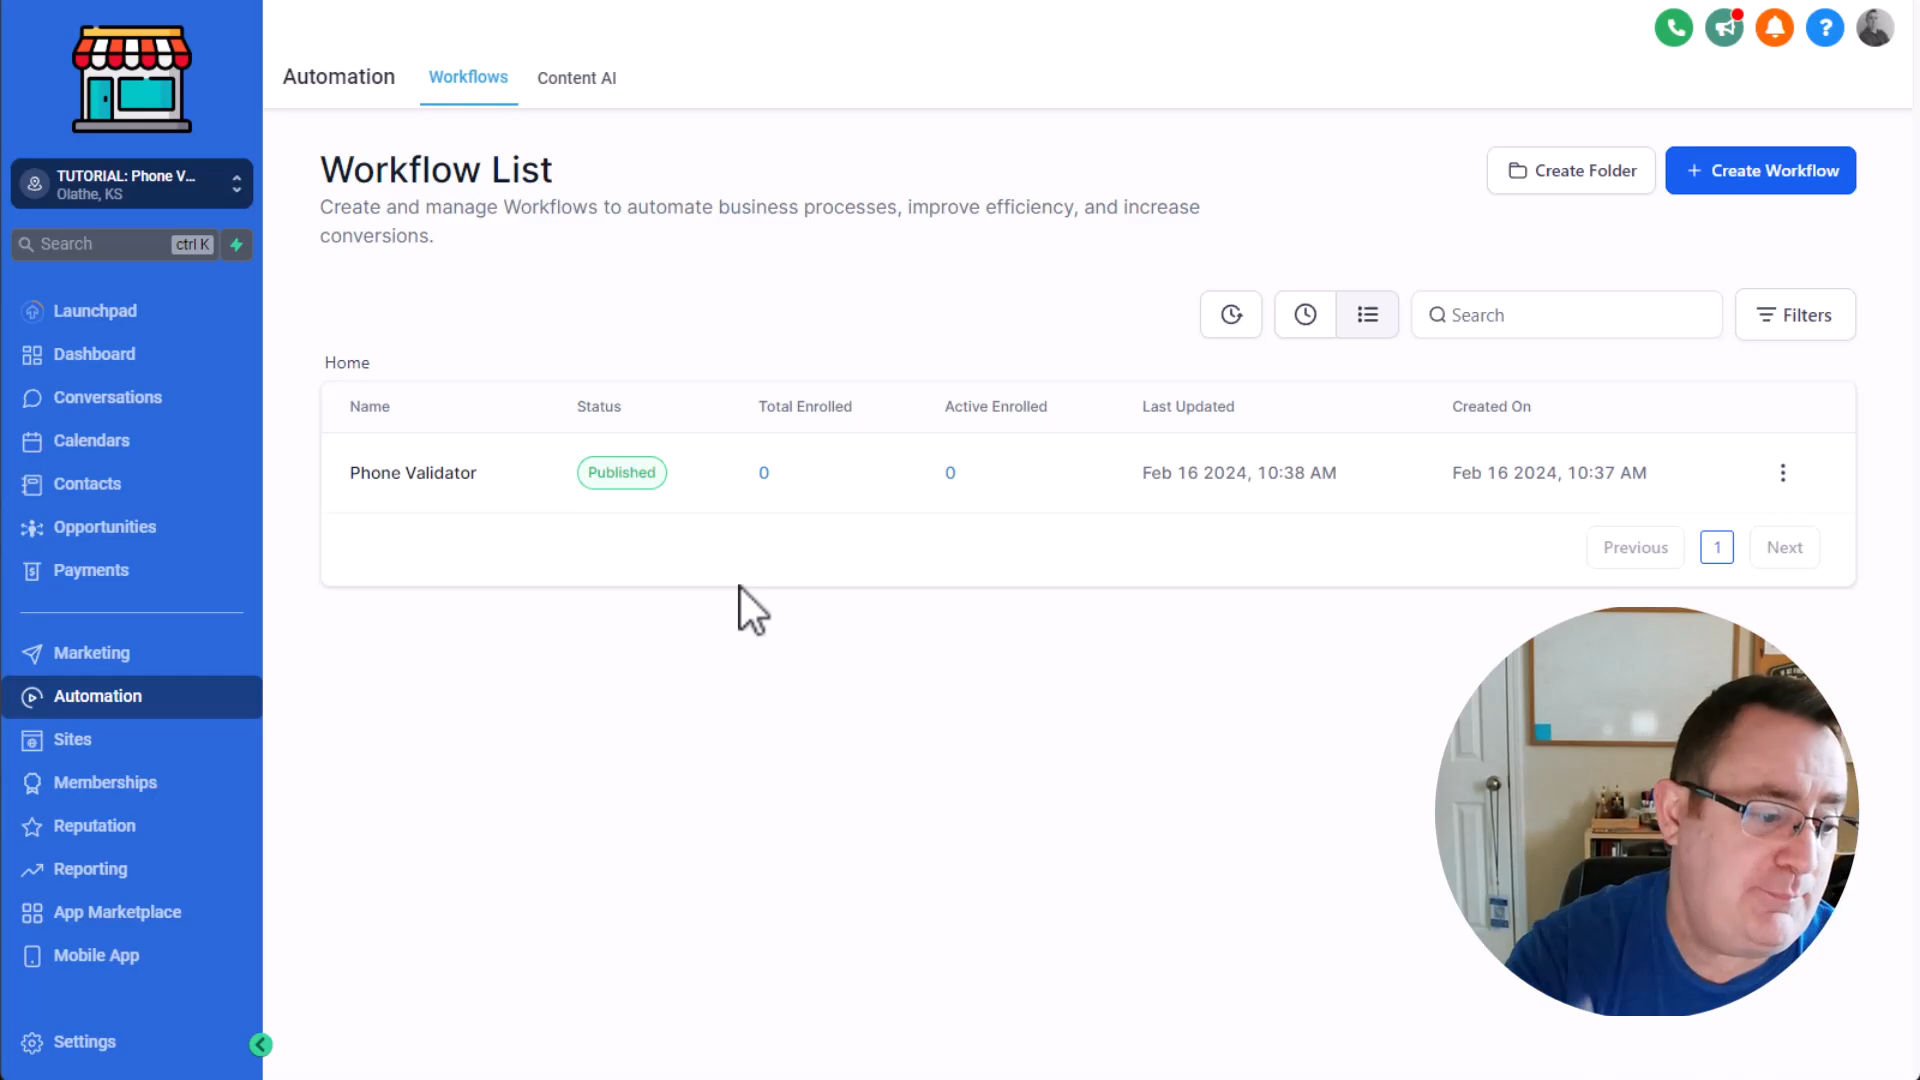 Automation
Workflows
Content AI
TUTORIAL: Phone V...
Olathe, KS
Search
ctrl K
Launchpad
Dashboard
Conversations
Calendars
Contacts
Opportunities
Payments
Marketing
Automation
Sites
Memberships
Reputation
Reporting
App Marketplace
Mobile App
Settings
Workflow List
Create and manage Workflows to automate business processes, improve efficiency, and increase
conversions.
Create Folder
+ Create Workflow
Search
Filters
Home
Name Status Total Enrolled Active Enrolled Last Updated Created On
Phone Validator Published 0 0 Feb 16 2024, 10:38 AM Feb 16 2024, 10:37 AM
Previous 1 Next